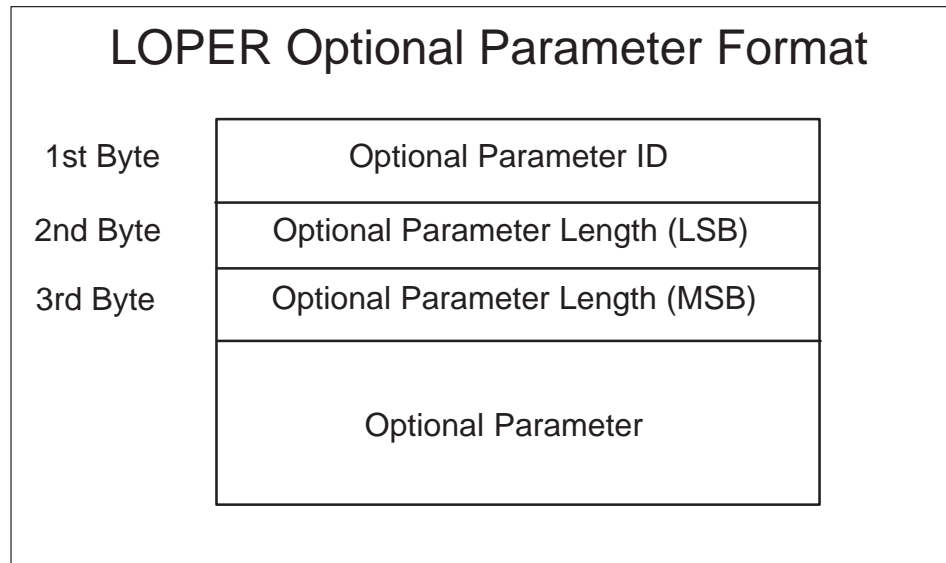 LOPER Optional Parameter Format
1st Byte Optional Parameter ID
2nd Byte Optional Parameter Length (LSB)
3rd Byte Optional Parameter Length (MSB)
Optional Parameter